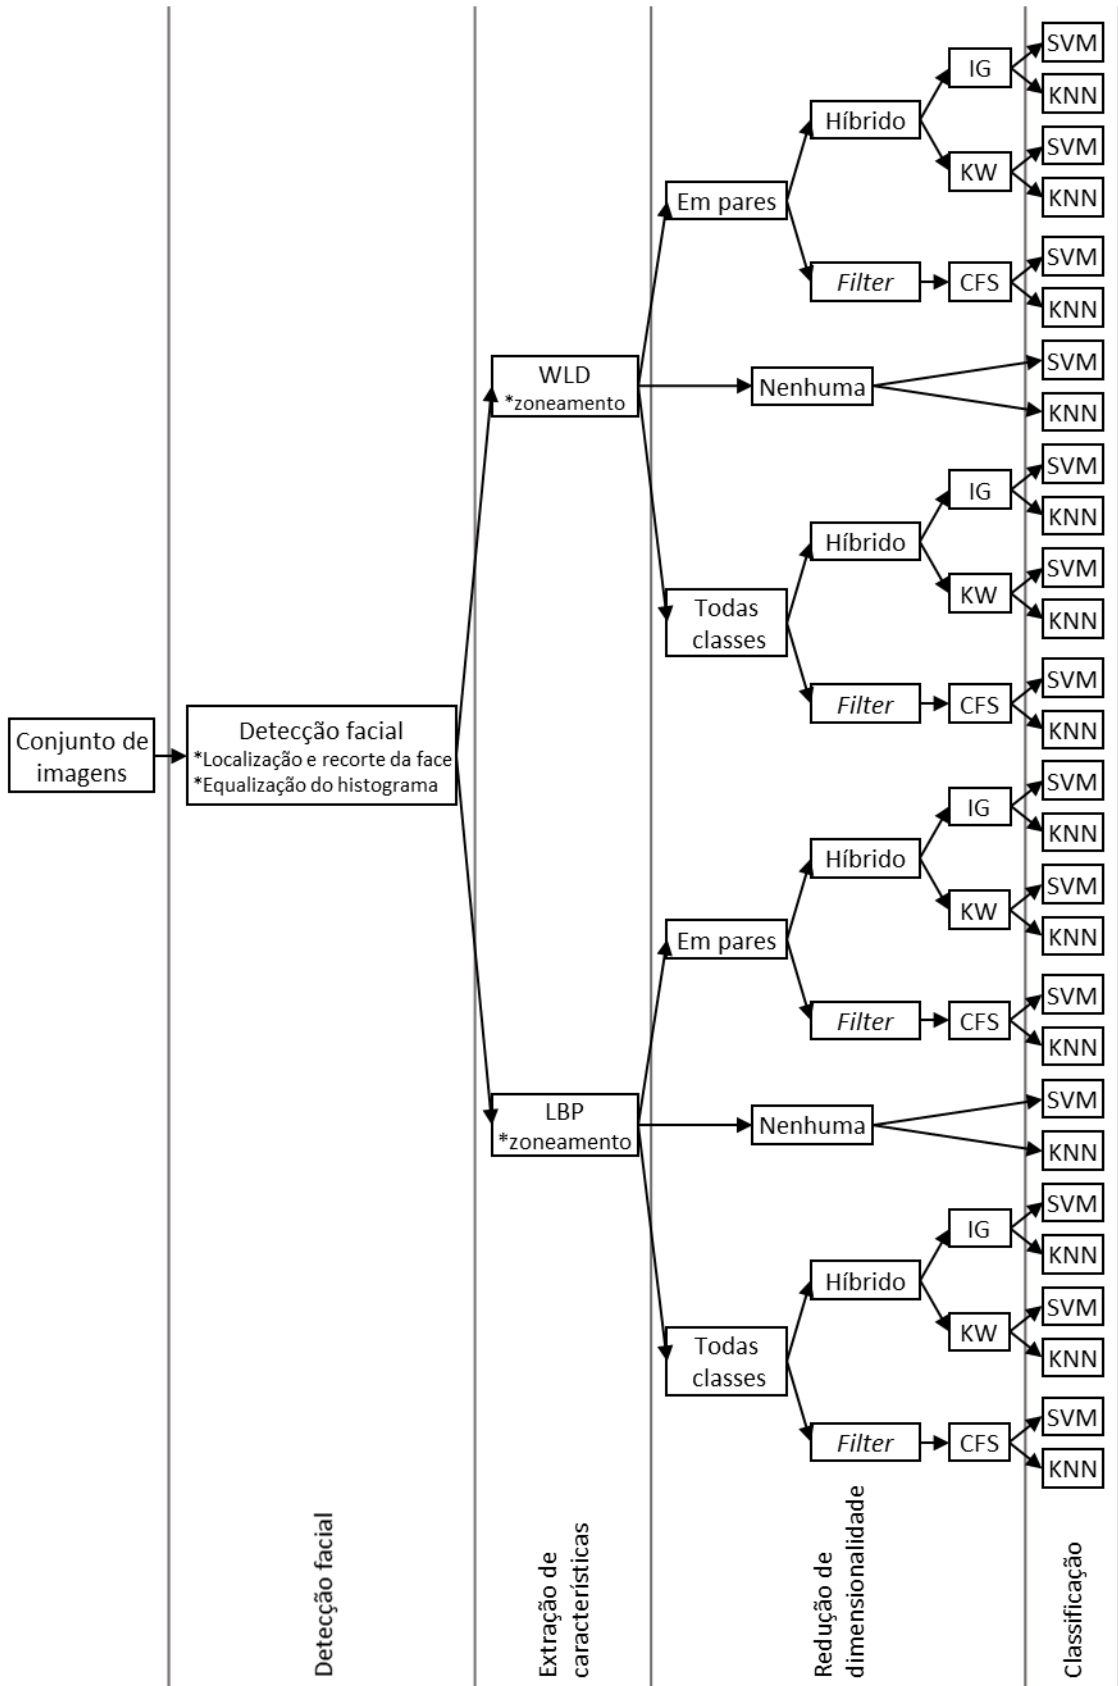 Conjunto de
imagens
Detecção facial
*Localização e recorte da face
*Equalização do histograma
WLD
*zoneamento
Em pares
Híbrido
IG
SVM
KNN
KW
SVM
KNN
Filter
CFS
SVM
KNN
Nenhuma
SVM
KNN
Todas
classes
Híbrido
IG
SVM
KNN
KW
SVM
KNN
Filter
CFS
SVM
KNN
LBP
*zoneamento
Em pares
Híbrido
IG
SVM
KNN
KW
SVM
KNN
Filter
CFS
SVM
KNN
Nenhuma
SVM
KNN
Todas
classes
Híbrido
IG
SVM
KNN
KW
SVM
KNN
Filter
CFS
SVM
KNN
Detecção facial
Extração de
características
Redução de
dimensionalidade
Classificação